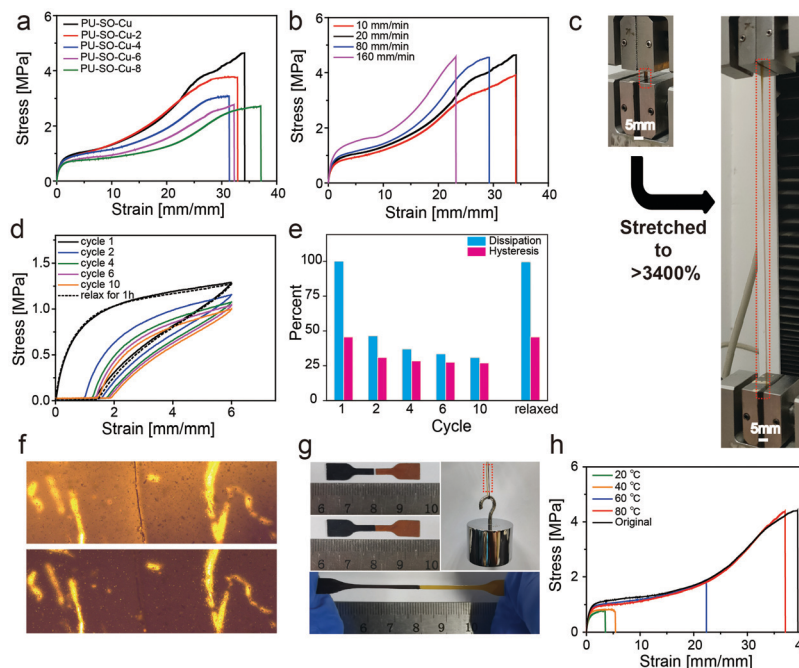 a
PU-SO-Cu
PU-SO-Cu-2
PU-SO-Cu-4
PU-SO-Cu-6
PU-SO-Cu-8
Stress [MPa]
6
4
2
0
0 10 20 30 40
Strain [mm/mm]
b
10 mm/min
20 mm/min
80 mm/min
160 mm/min
Stress [MPa]
6
4
2
0
0 10 20 30 40
Strain [mm/mm]
c
5mm
Stretched
to
>3400%
5mm
d
cycle 1
cycle 2
cycle 4
cycle 6
cycle 10
relax for 1h
Stress [MPa]
1.5
1.0
0.5
0.0
0 2 4 6
Strain [mm/mm]
e
Dissipation
Hysteresis
Percent
100
50
25
0
1 2 4 6 10 relaxed
Cycle
f
g
6 7 8 9 10
6 7 8 9 10
6 7 8 9 10
h
20 °C
40 °C
60 °C
80 °C
Original
Stress [MPa]
6
4
2
0
0 10 20 30
Strain [mm/mm]